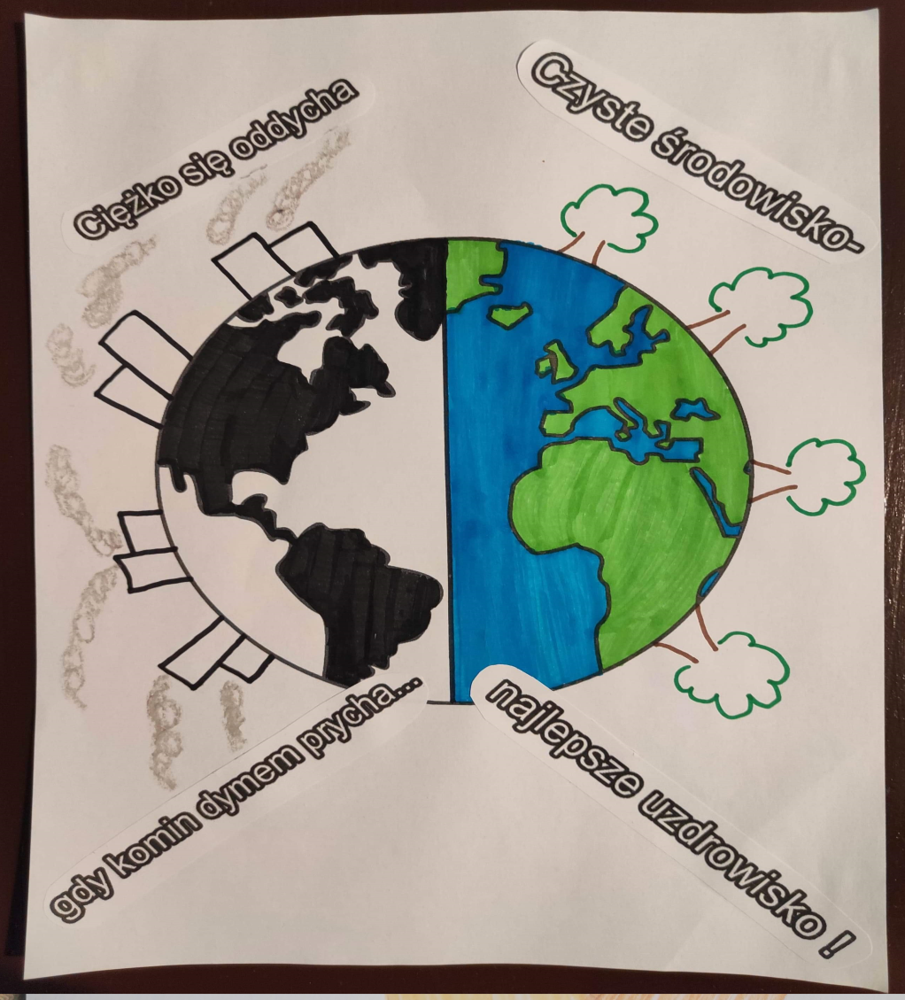 Ciężko się oddycha
gdy komin dymem prycha...
Czyste środowisko-
najlepsze uzdrowisko !